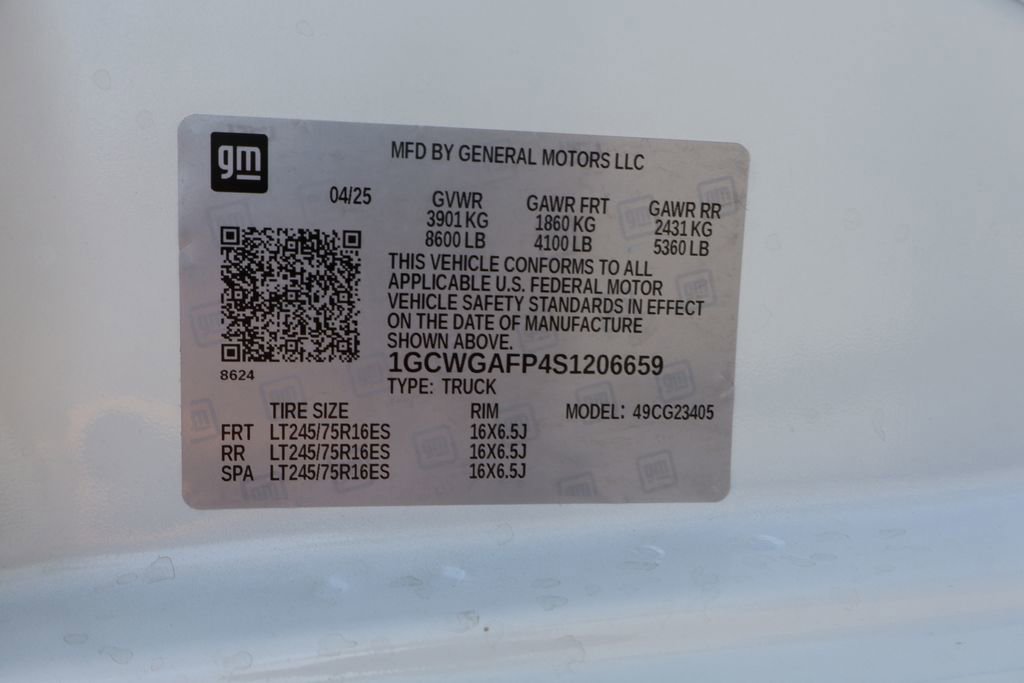 gm
MFD BY GENERAL MOTORS LLC
04/25
GVWR GAWR FRT GAWR RR
3901 KG 1860 KG 2431 KG
8600 LB 4100 LB 5360 LB
THIS VEHICLE CONFORMS TO ALL
APPLICABLE U.S. FEDERAL MOTOR
VEHICLE SAFETY STANDARDS IN EFFECT
ON THE DATE OF MANUFACTURE
SHOWN ABOVE.
1GCWGAFP4S1206659
8624
TYPE: TRUCK
TIRE SIZE RIM MODEL: 49CG23405
FRT LT245/75R16ES 16X6.5J
RR LT245/75R16ES 16X6.5J
SPA LT245/75R16ES 16X6.5J